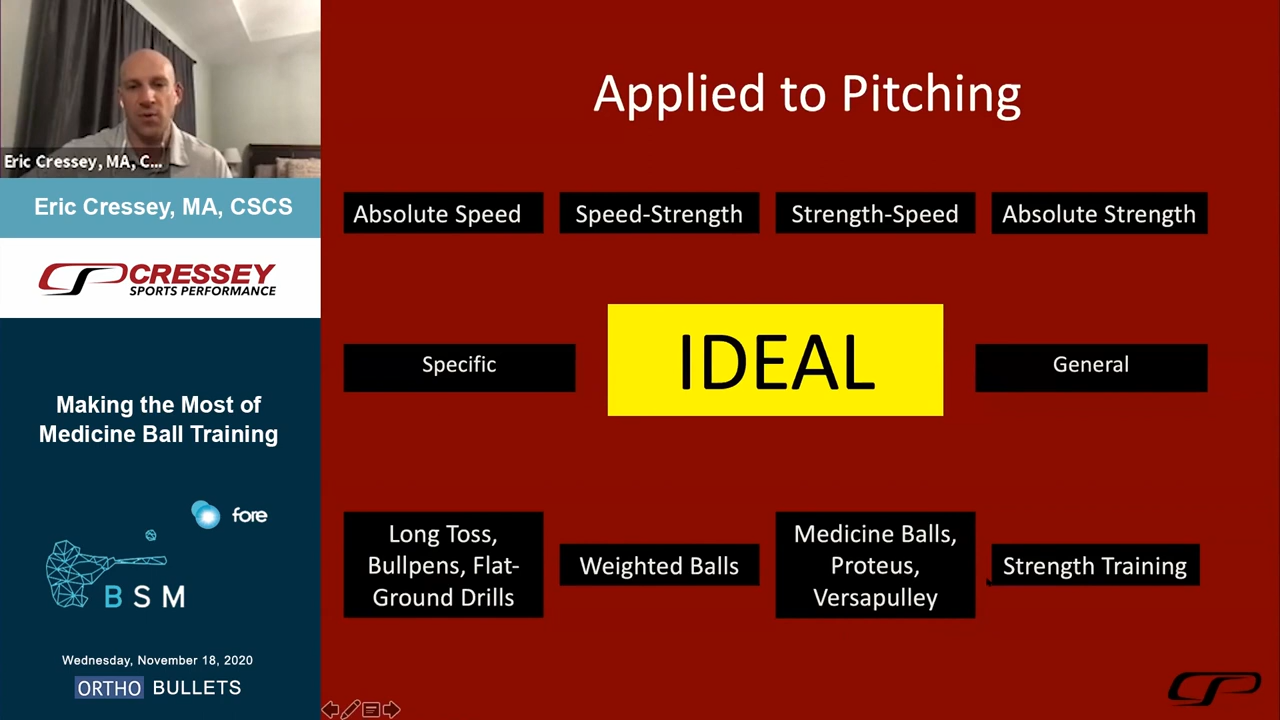 Eric Cressey, MA, C...
Eric Cressey, MA, CSCS
CRESSEY
SPORTS PERFORMANCE
Making the Most of
Medicine Ball Training
fore
BSM
Wednesday, November 18, 2020
ORTHO BULLETS
Applied to Pitching
Absolute Speed
Speed-Strength
Strength-Speed
Absolute Strength
Specific
IDEAL
General
Long Toss,
Bullpens, Flat-
Ground Drills
Weighted Balls
Medicine Balls,
Proteus,
Versapulley
Strength Training